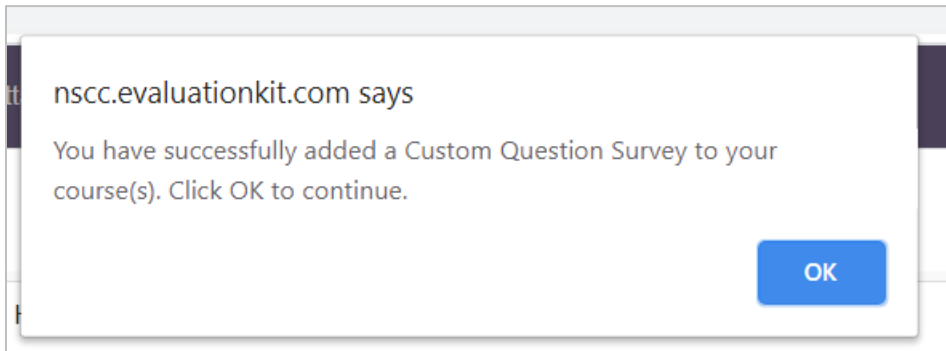 nscc.evaluationkit.com says
You have successfully added a Custom Question Survey to your
course(s). Click OK to continue.
OK